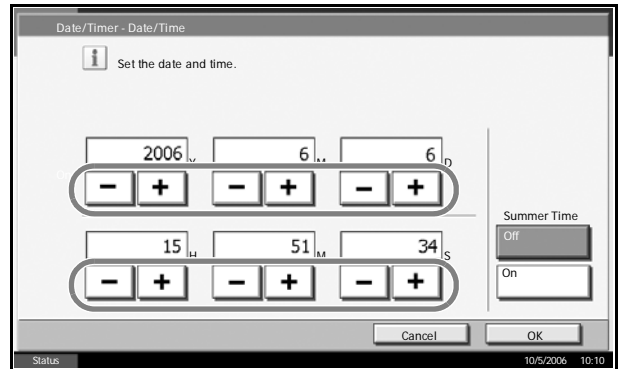 Date/Timer - Date/Time
i Set the date and time.
2006 Y 6 M 6 D
- + - + - +
Summer Time
Off
15 H 51 M 34 S
On
- + - + - +
Cancel OK
Status 10/5/2006 10:10